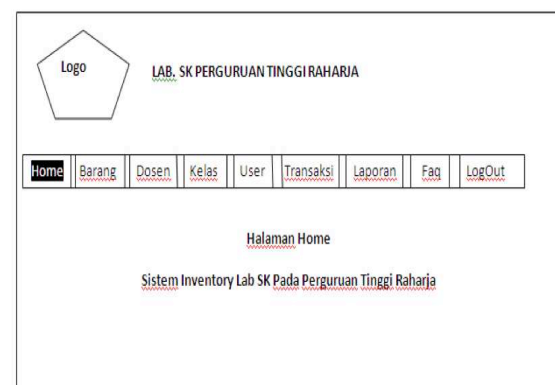 Logo
LAB. SK PERGURUAN TINGGI RAHARJA
Home Barang Dosen Kelas User Transaksi Laporan Faq LogOut
Halaman Home
Sistem Inventory Lab SK Pada Perguruan Tinggi Raharja